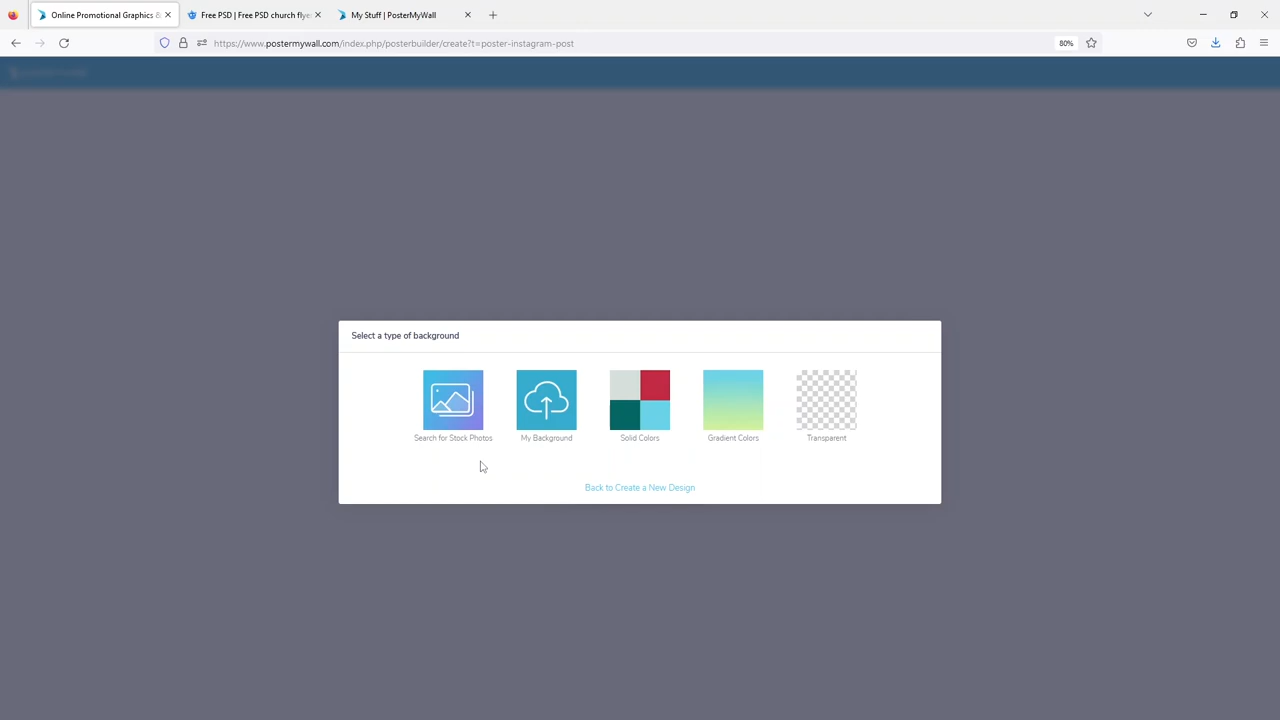 Online Promotional Graphics &
Free PSD | Free PSD church flye
My Stuff | PosterMyWall
https://www.postermywall.com/index.php/posterbuilder/create?t=poster-instagram-post
80%
Select a type of background
Search for Stock Photos
My Background
Solid Colors
Gradient Colors
Transparent
Back to Create a New Design